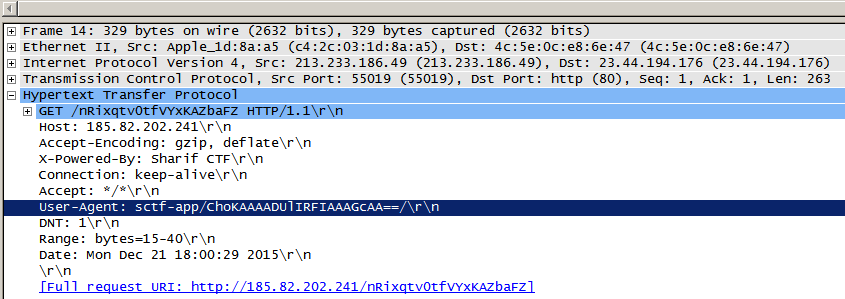 Frame 14: 329 bytes on wire (2632 bits), 329 bytes captured (2632 bits)
Ethernet II, Src: Apple_1d:8a:a5 (c4:2c:03:1d:8a:a5), Dst: 4c:5e:0c:e8:6e:47 (4c:5e:0c:e8:6e:47)
Internet Protocol Version 4, Src: 213.233.186.49 (213.233.186.49), Dst: 23.44.194.176 (23.44.194.176)
Transmission Control Protocol, Src Port: 55019 (55019), Dst Port: http (80), Seq: 1, Ack: 1, Len: 263
Hypertext Transfer Protocol
GET /nRixqtvOtfVYxKAZbaFZ HTTP/1.1\r\n
Host: 185.82.202.241\r\n
Accept-Encoding: gzip, deflate\r\n
X-Powered-By: Sharif CTF\r\n
Connection: keep-alive\r\n
Accept: */*\r\n
User-Agent: sctf-app/ChoKAAAADUlIRFIAAAGcAA==/\r\n
DNT: 1\r\n
Range: bytes=15-40\r\n
Date: Mon Dec 21 18:00:29 2015\r\n
\r\n
[Full request URI: http://185.82.202.241/nRixqtvOtfVYxKAZbaFZ]